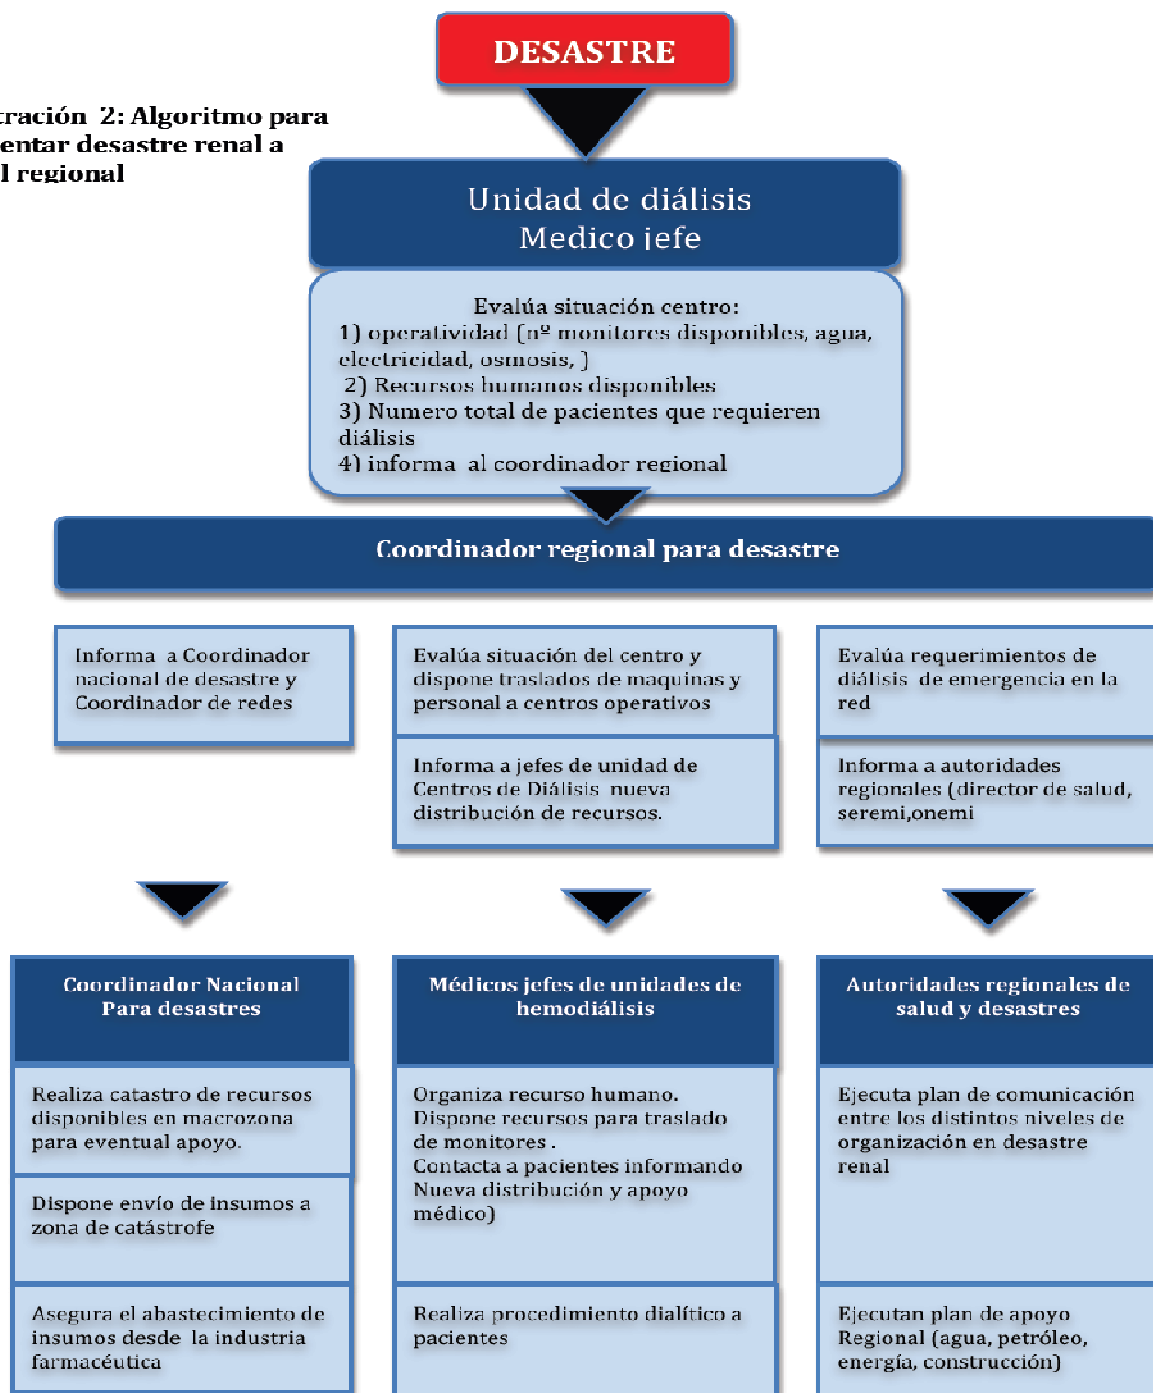 DESASTRE
tración 2: Algoritmo para
entar desastre renal a
l regional
Unidad de diálisis
Medico jefe
Evalúa situación centro:
1) operatividad (nº monitores disponibles, agua,
electricidad, osmosis, )
2) Recursos humanos disponibles
3) Numero total de pacientes que requieren
diálisis
4) informa al coordinador regional
Coordinador regional para desastre
Informa a Coordinador
nacional de desastre y
Coordinador de redes
Evalúa situación del centro y
dispone traslados de maquinas y
personal a centros operativos
Informa a jefes de unidad de
Centros de Diálisis nueva
distribución de recursos.
Evalúa requerimientos de
diálisis de emergencia en la
red
Informa a autoridades
regionales (director de salud,
seremi,onemi
Coordinador Nacional
Para desastres
Realiza catastro de recursos
disponibles en macrozona
para eventual apoyo.
Dispone envío de insumos a
zona de catástrofe
Asegura el abastecimiento de
insumos desde la industria
farmacéutica
Médicos jefes de unidades de
hemodiálisis
Organiza recurso humano.
Dispone recursos para traslado
de monitores .
Contacta a pacientes informando
Nueva distribución y apoyo
médico)
Realiza procedimiento dialítico a
pacientes
Autoridades regionales de
salud y desastres
Ejecuta plan de comunicación
entre los distintos niveles de
organización en desastre
renal
Ejecutan plan de apoyo
Regional (agua, petróleo,
energía, construcción)